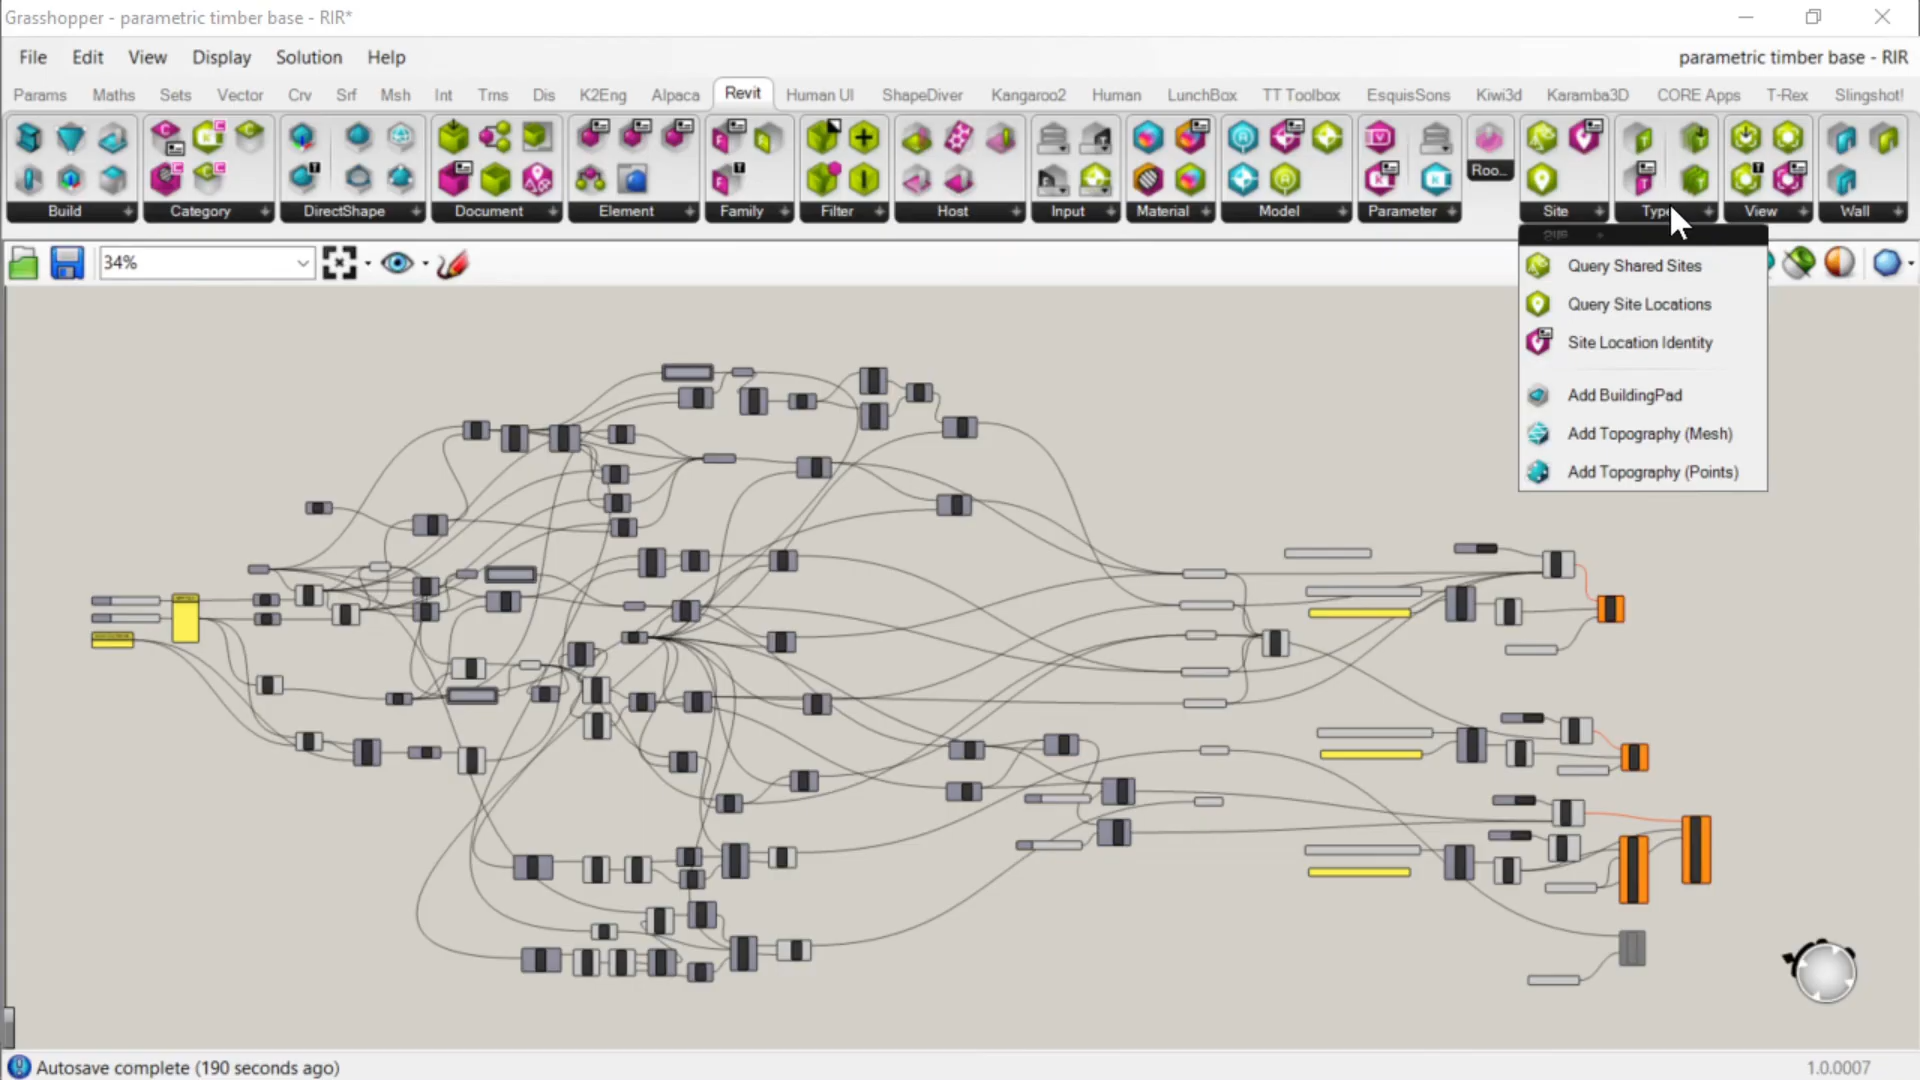 Grasshopper - parametric timber base - RIR*
File Edit View Display Solution Help
parametric timber base - RIR
Params Maths Sets Vector Crv Srf Msh Int Trns Dis K2Eng Alpaca Revit Human UI ShapeDiver Kangaroo2 Human LunchBox TT Toolbox EsquisSons Kiwi3d Karamba3D CORE Apps T-Rex Slingshot!
Roo...
Build Category DirectShape Document Element Family Filter Host Input Material Model Parameter Site Type View Wall
34%
Query Shared Sites
Query Site Locations
Site Location Identity
Add BuildingPad
Add Topography (Mesh)
Add Topography (Points)
Autosave complete (190 seconds ago)
1.0.0007